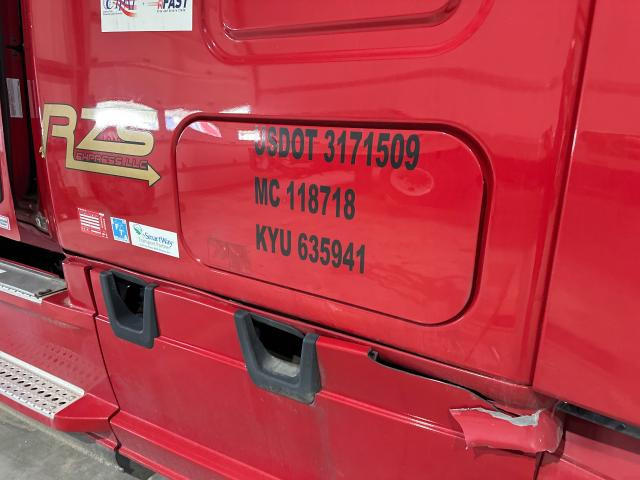 FAST
RZS
EXPRESS LLC
USDOT 3171509
MC 118718
KYU 635941
SmartWay